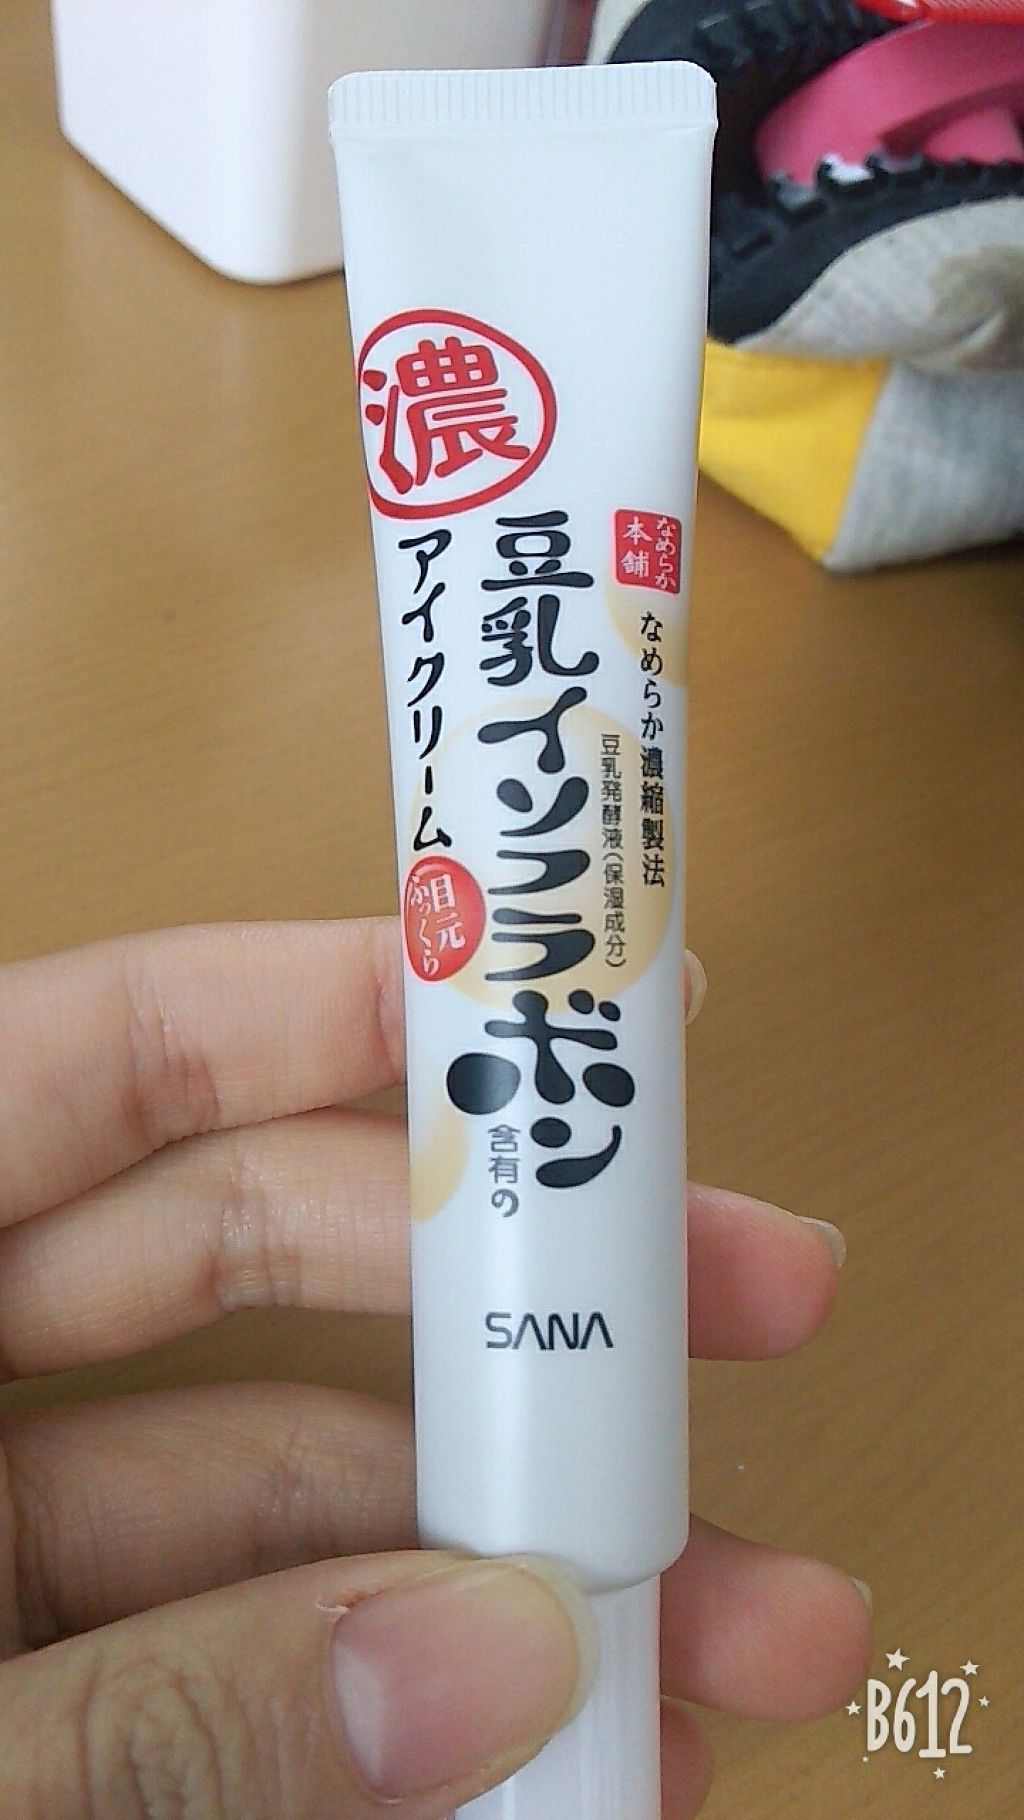 濃
なめらか
本舗
なめらか濃縮製法
豆乳発酵液(保湿成分)
豆乳イソフラボン
含有の
アイクリーム
目元
ふっくら
SANA
B612